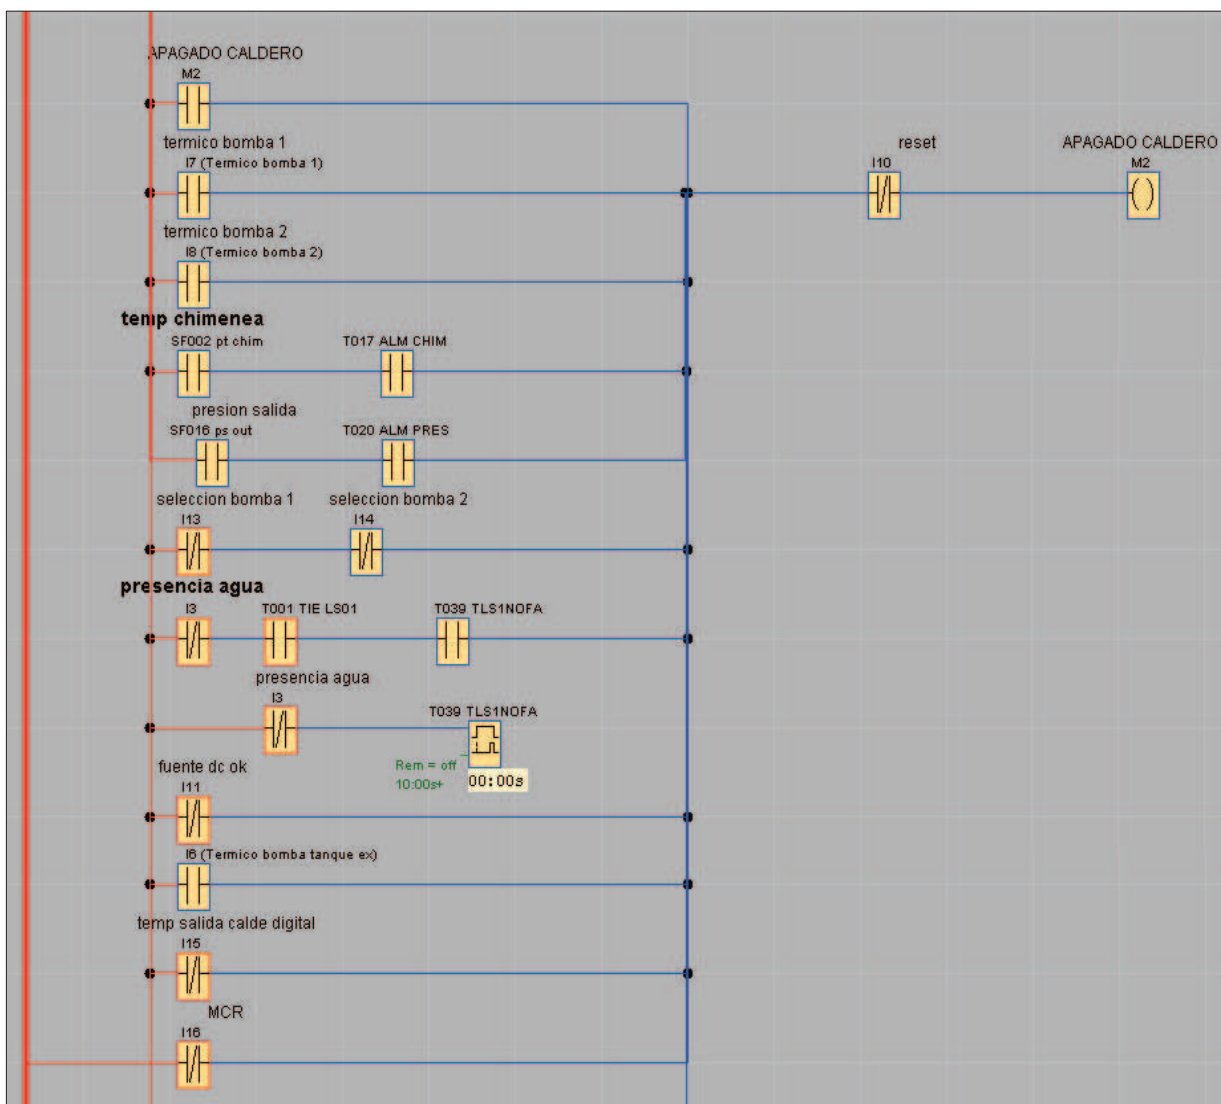 APAGADO CALDERO
M2
termico bomba 1
I7 (Termico bomba 1)
reset
I10
APAGADO CALDERO
M2
termico bomba 2
I8 (Termico bomba 2)
temp chimenea
SF002 pt chim
T017 ALM CHIM
presion salida
SF016 ps out
T020 ALM PRES
seleccion bomba 1
seleccion bomba 2
I13
I14
presencia agua
I3
T001 TIE LS01
T039 TLS1NOFA
presencia agua
I3
T039 TLS1NOFA
Rem = off
10:00s+
00:00s
fuente dc ok
I11
I6 (Termico bomba tanque ex)
temp salida calde digital
I15
MCR
I16